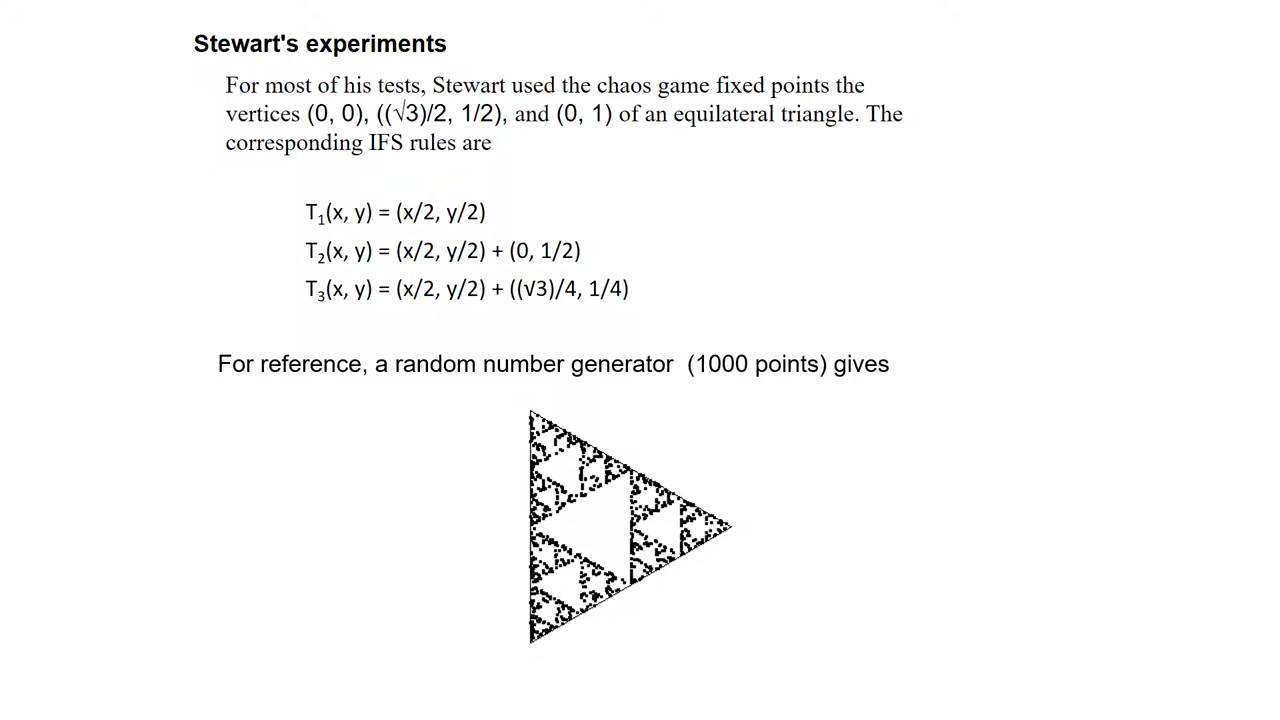 Stewart's experiments
For most of his tests, Stewart used the chaos game fixed points the
vertices (0, 0), ((√3)/2, 1/2), and (0, 1) of an equilateral triangle. The
corresponding IFS rules are
T₁(x, y) = (x/2, y/2)
T₂(x, y) = (x/2, y/2) + (0, 1/2)
T₃(x, y) = (x/2, y/2) + ((√3)/4, 1/4)
For reference, a random number generator (1000 points) gives